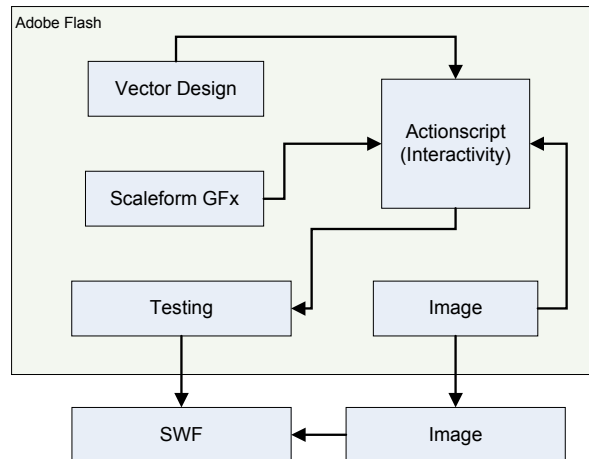 Adobe Flash
Vector Design
Actionscript
(Interactivity)
Scaleform GFx
Testing
Image
SWF
Image